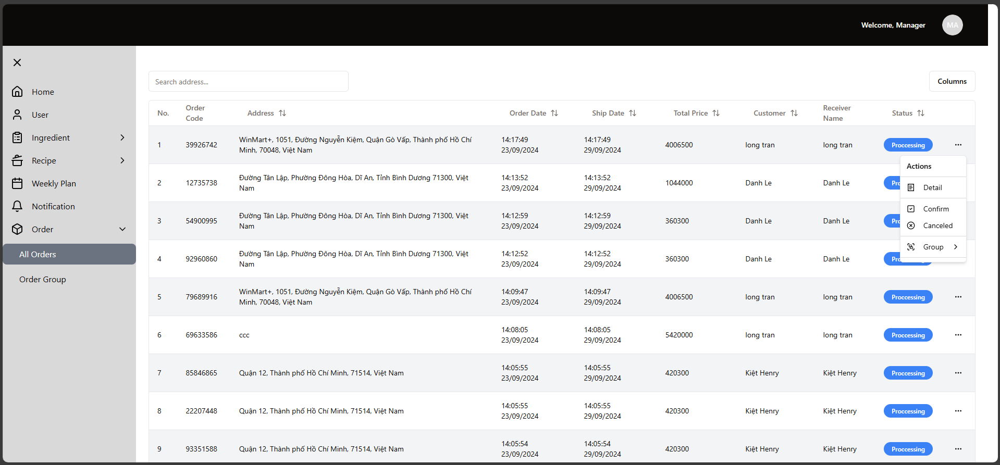 Welcome, Manager
MA
Home
User
Ingredient
Recipe
Weekly Plan
Notification
Order
All Orders
Order Group
Search address...
Columns
No.
Order
Code
Address
Order Date
Ship Date
Total Price
Customer
Receiver
Name
Status
1
39926742
WinMart+, 1051, Đường Nguyễn Kiệm, Quận Gò Vấp, Thành phố Hồ Chí
Minh, 70048, Việt Nam
14:17:49
23/09/2024
14:17:49
29/09/2024
4006500
long tran
long tran
Proccessing
2
12735738
Đường Tân Lập, Phường Đông Hòa, Dĩ An, Tỉnh Bình Dương 71300, Việt
Nam
14:13:52
23/09/2024
14:13:52
29/09/2024
1044000
Danh Le
Danh Le
Pro
3
54900995
Đường Tân Lập, Phường Đông Hòa, Dĩ An, Tỉnh Bình Dương 71300, Việt
Nam
14:12:59
23/09/2024
14:12:59
29/09/2024
360300
Danh Le
Danh Le
Pro
4
92960860
Đường Tân Lập, Phường Đông Hòa, Dĩ An, Tỉnh Bình Dương 71300, Việt
Nam
14:12:52
23/09/2024
14:12:52
29/09/2024
360300
Danh Le
Danh Le
Pro
Actions
Detail
Confirm
Canceled
Group
5
79689916
WinMart+, 1051, Đường Nguyễn Kiệm, Quận Gò Vấp, Thành phố Hồ Chí
Minh, 70048, Việt Nam
14:09:47
23/09/2024
14:09:47
29/09/2024
4006500
long tran
long tran
Proccessing
6
69633586
ccc
14:08:05
23/09/2024
14:08:05
29/09/2024
5420000
long tran
long tran
Proccessing
7
85846865
Quận 12, Thành phố Hồ Chí Minh, 71514, Việt Nam
14:05:55
23/09/2024
14:05:55
29/09/2024
420300
Kiệt Henry
Kiệt Henry
Proccessing
8
22207448
Quận 12, Thành phố Hồ Chí Minh, 71514, Việt Nam
14:05:55
23/09/2024
14:05:55
29/09/2024
420300
Kiệt Henry
Kiệt Henry
Proccessing
9
93351588
Quận 12, Thành phố Hồ Chí Minh, 71514, Việt Nam
14:05:54
23/09/2024
14:05:54
29/09/2024
420300
Kiệt Henry
Kiệt Henry
Proccessing